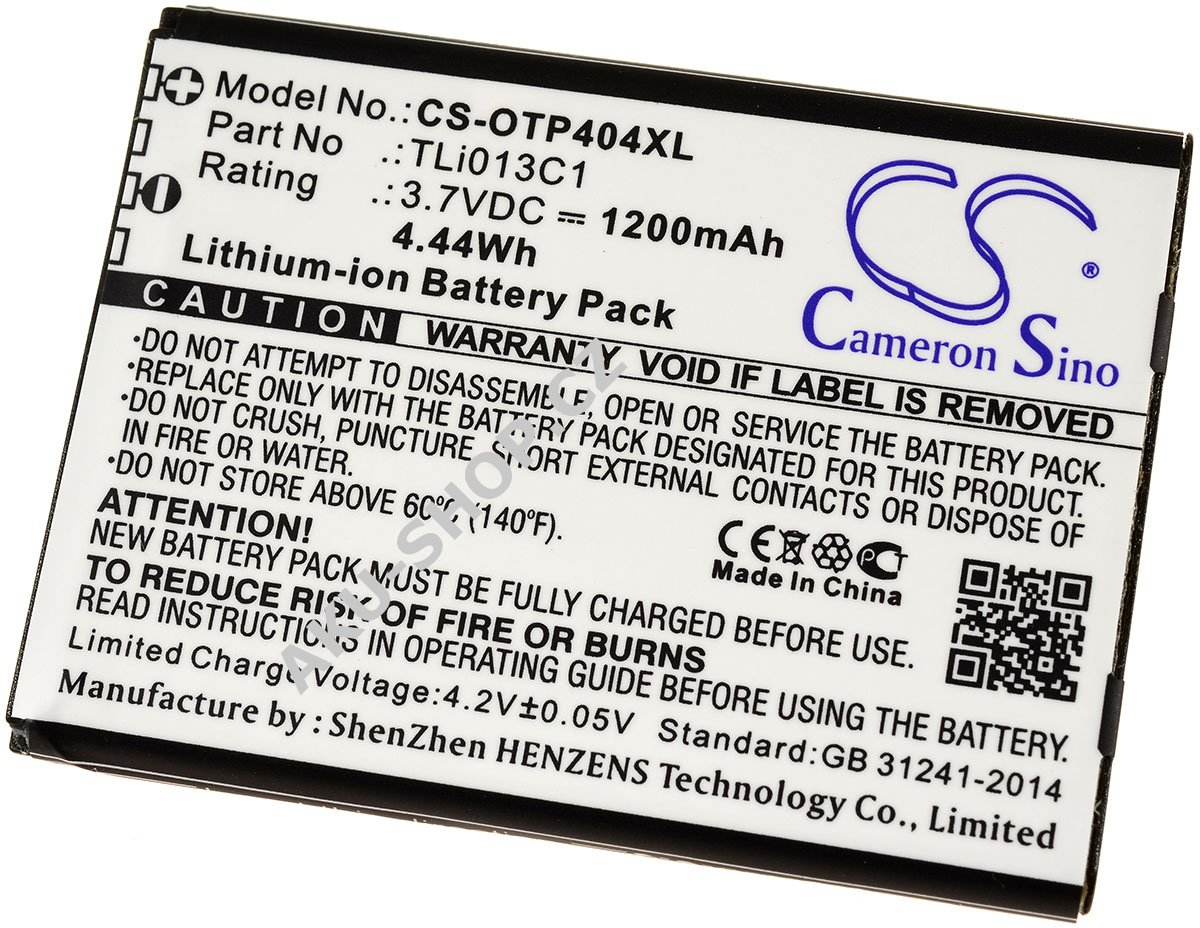 Model No.: CS-OTP404XL
Part No .: TLi013C1
Rating .: 3.7VDC ⎓ 1200mAh
4.44Wh
Lithium-ion Battery Pack
CS ®
Cameron Sino
CAUTION
WARRANTY VOID IF LABEL IS REMOVED
•DO NOT ATTEMPT TO DISASSEMBLE, OPEN OR SERVICE THE BATTERY PACK.
•REPLACE ONLY WITH THE BATTERY PACK DESIGNATED FOR THIS PRODUCT.
•DO NOT CRUSH, PUNCTURE, SHORT EXTERNAL CONTACTS OR DISPOSE OF
IN FIRE OR WATER.
•DO NOT STORE ABOVE 60ºC (140ºF).
ATTENTION!
NEW BATTERY PACK MUST BE FULLY CHARGED BEFORE USE.
TO REDUCE RISK OF FIRE OR BURNS
READ INSTRUCTIONS IN OPERATING GUIDE BEFORE USING THE BATTERY.
CE PCT
Made In China
Limited Charge Voltage:4.2V±0.05V Standard:GB 31241-2014
Manufacture by : ShenZhen HENZENS Technology Co., Limited
AKU-SHOP.CZ